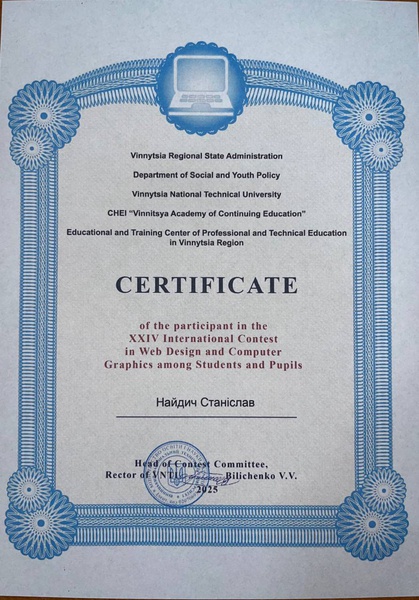 Vinnytsia Regional State Administration
Department of Social and Youth Policy
Vinnytsia National Technical University
CHEI “Vinnitsya Academy of Continuing Education”
Educational and Training Center of Professional and Technical Education
in Vinnytsia Region
CERTIFICATE
of the participant in the
XXIV International Contest
in Web Design and Computer
Graphics among Students and Pupils
Найдич Станіслав
Head of Contest Committee,
Rector of VNTU Bilichenko V.V.
2025